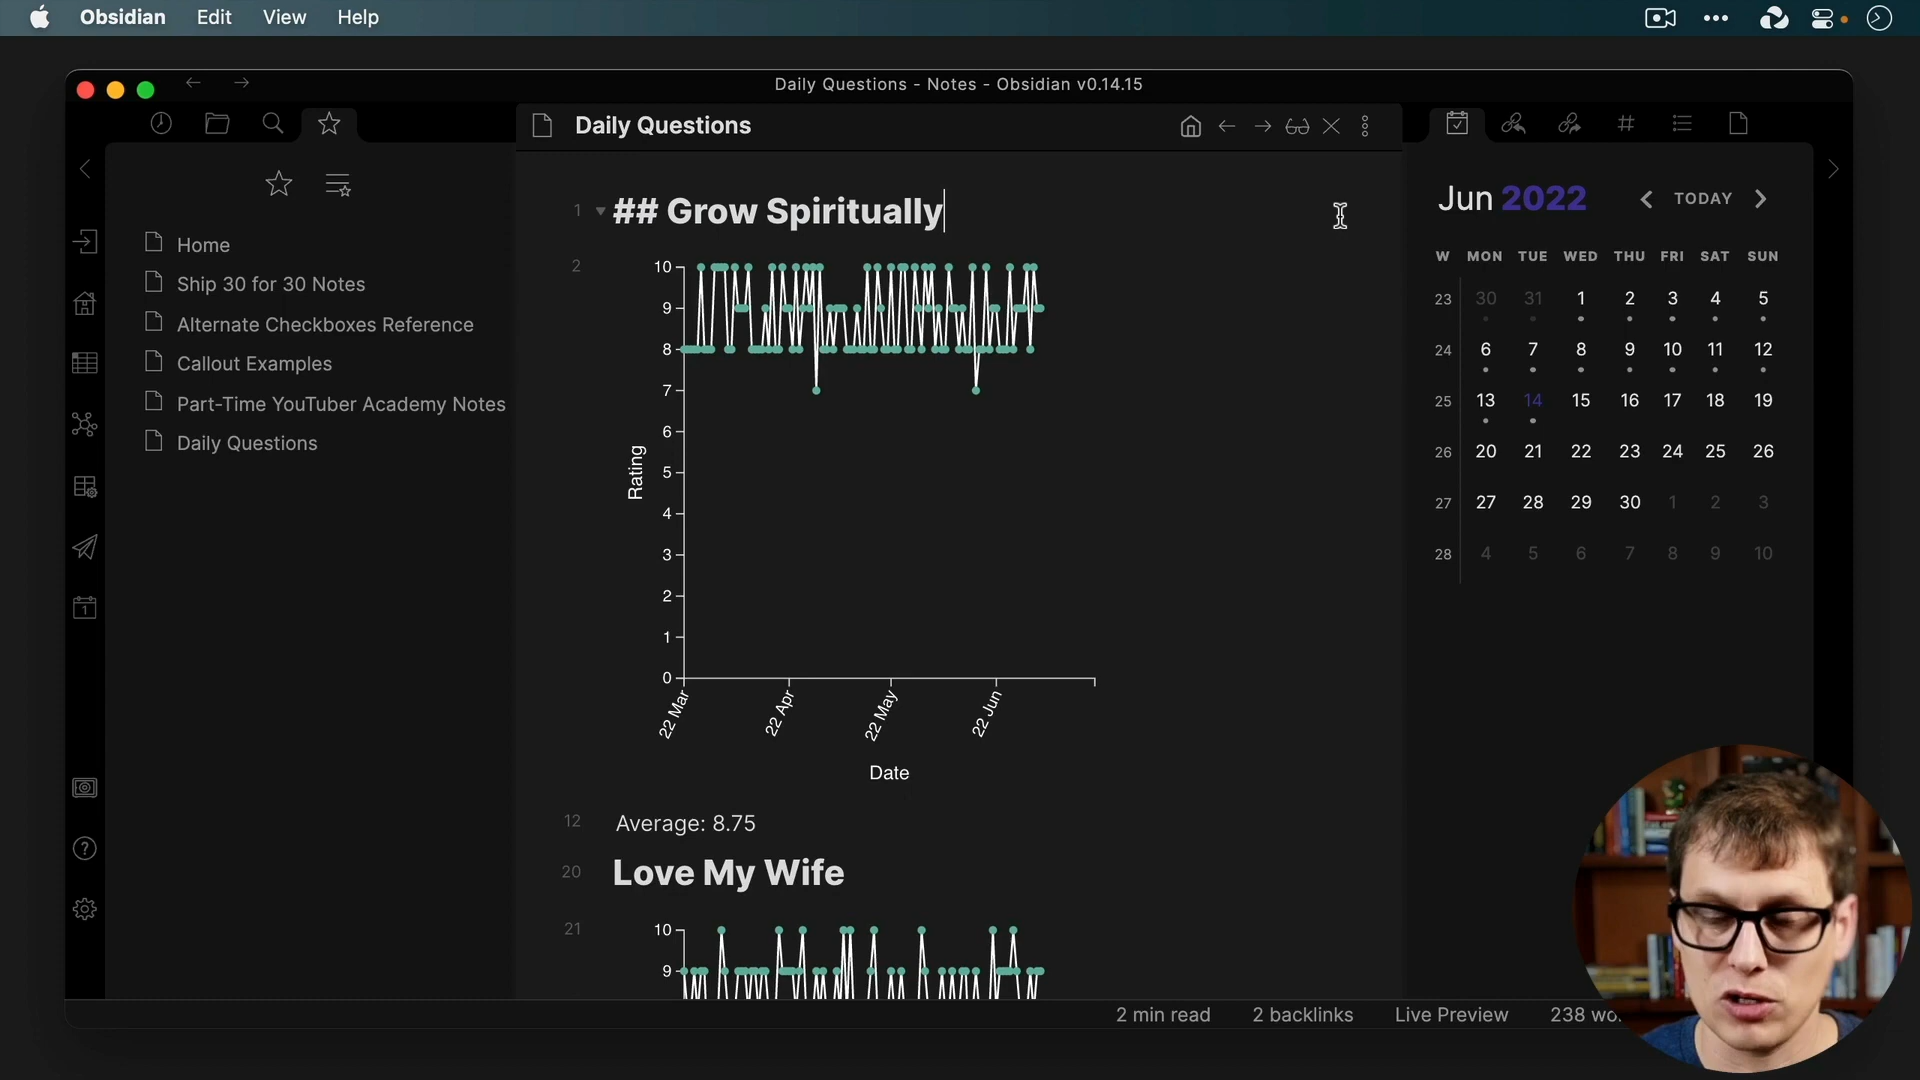 Obsidian Edit View Help
Daily Questions - Notes - Obsidian v0.14.15
Daily Questions
Home
Ship 30 for 30 Notes
Alternate Checkboxes Reference
Callout Examples
Part-Time YouTuber Academy Notes
Daily Questions
1 ## Grow Spiritually
2
10
9
8
7
6
5
4
3
2
1
0
Rating
22 Mar 22 Apr 22 May 22 Jun
Date
12 Average: 8.75
20 Love My Wife
21
10
9
Jun 2022 TODAY
W MON TUE WED THU FRI SAT SUN
23 30 31 1 2 3 4 5
24 6 7 8 9 10 11 12
25 13 14 15 16 17 18 19
26 20 21 22 23 24 25 26
27 27 28 29 30 1 2 3
28 4 5 6 7 8 9 10
1
2 min read 2 backlinks Live Preview 238